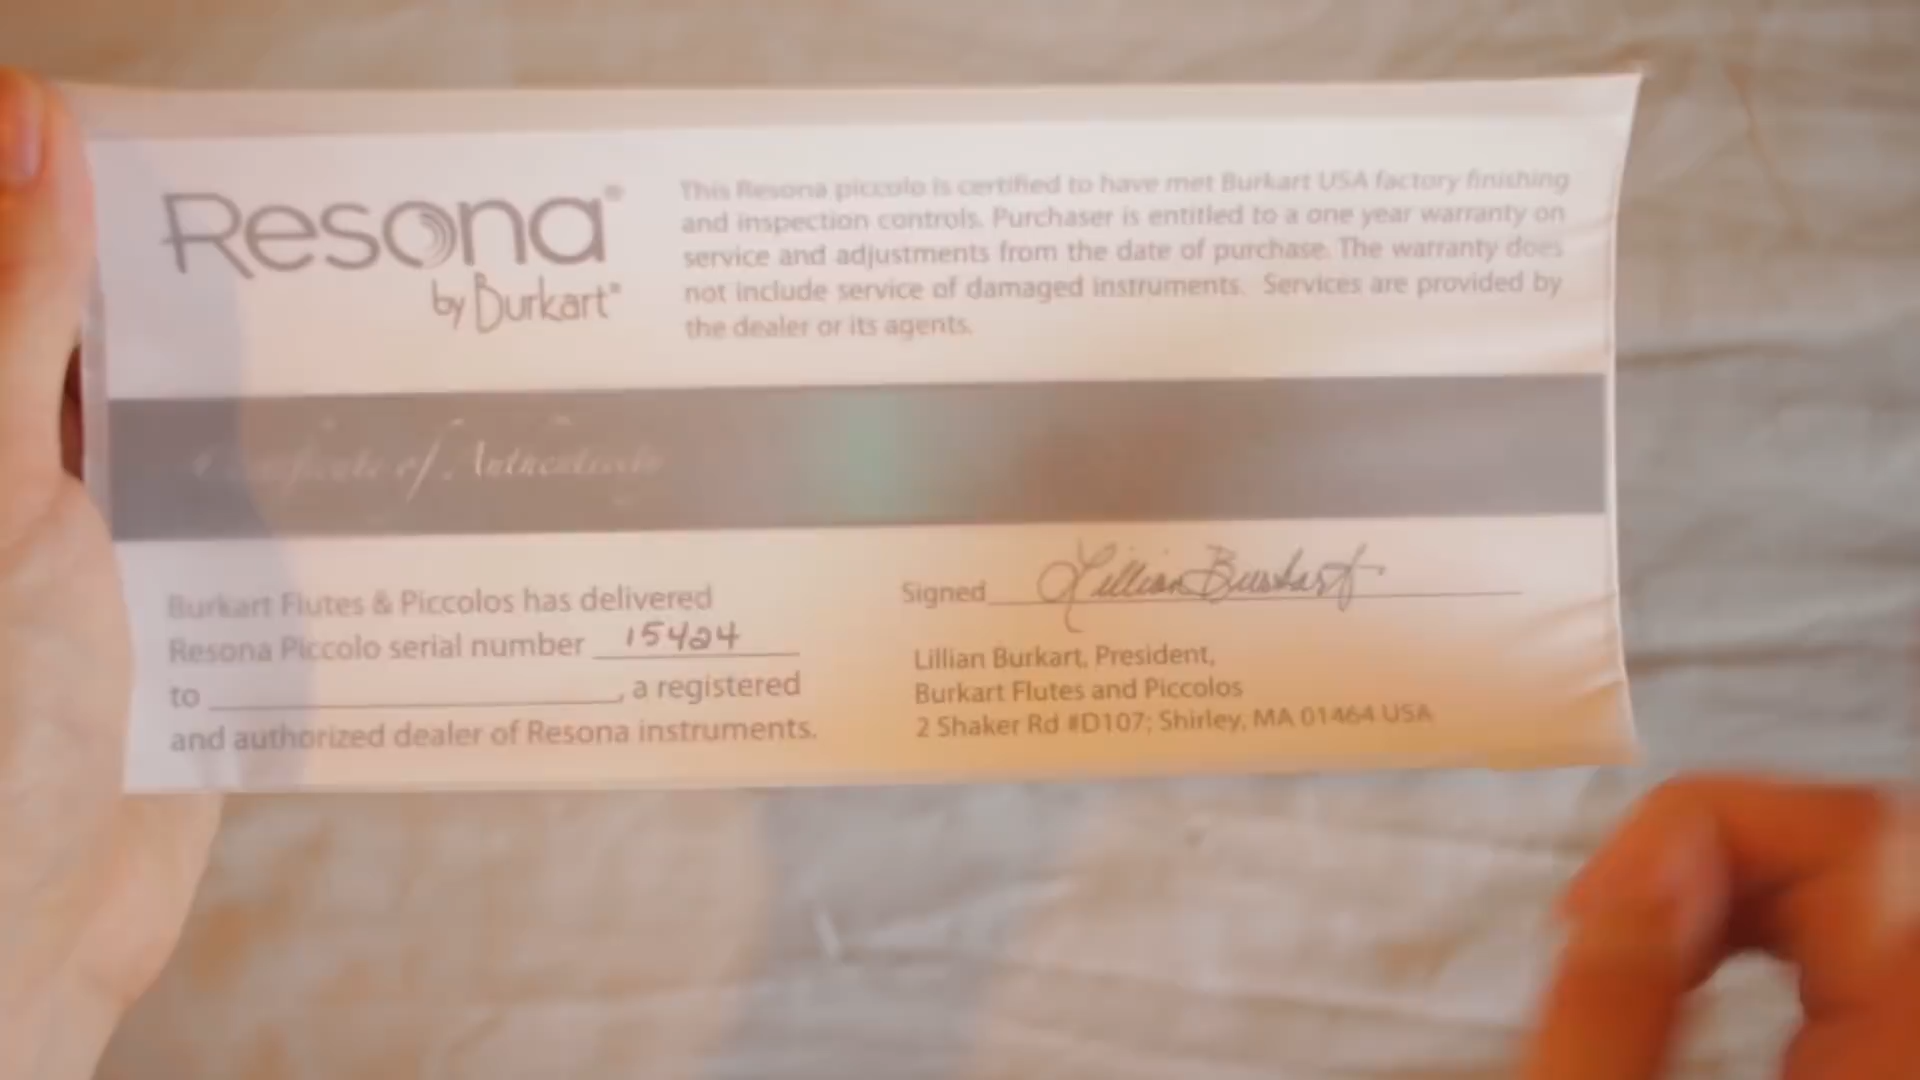 Resona®
by Burkart®
This Resona piccolo is certified to have met Burkart USA factory finishing
and inspection controls. Purchaser is entitled to a one year warranty on
service and adjustments from the date of purchase. The warranty does
not include service of damaged instruments. Services are provided by
the dealer or its agents.
Certificate of Authenticity
Burkart Flutes & Piccolos has delivered
Resona Piccolo serial number 15424
to ____________________, a registered
and authorized dealer of Resona instruments.
Signed Lillian Burkart
Lillian Burkart, President,
Burkart Flutes and Piccolos
2 Shaker Rd #D107; Shirley, MA 01464 USA